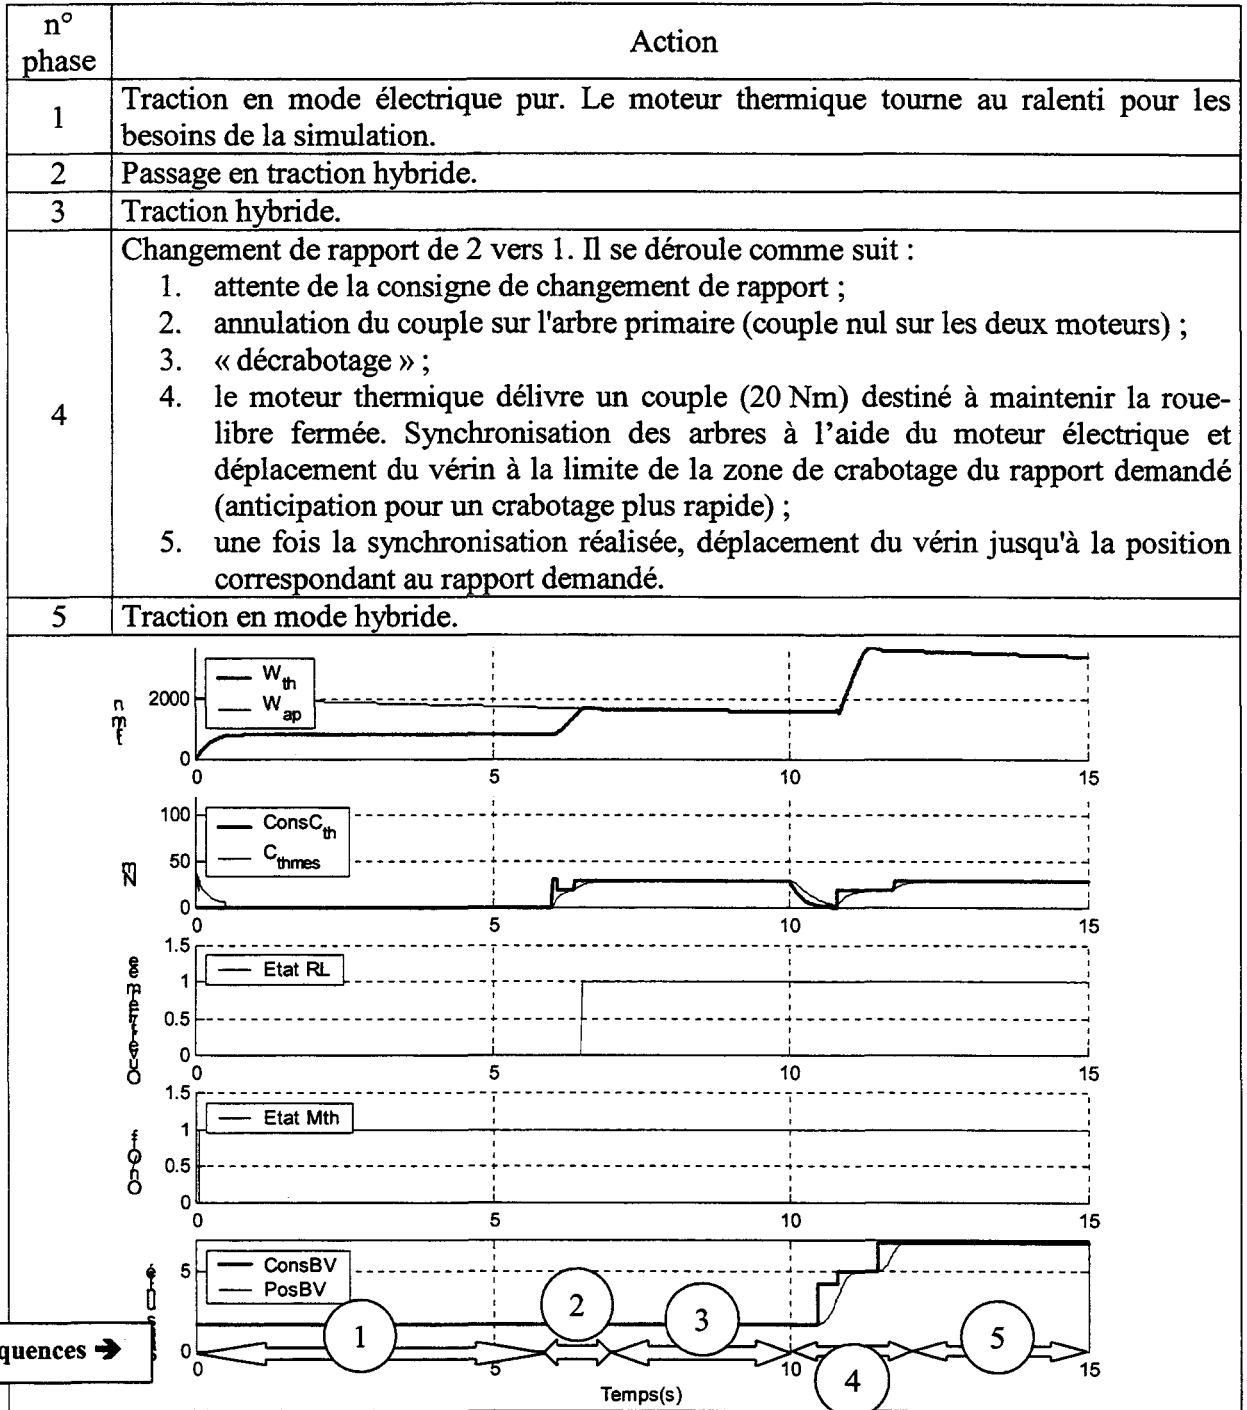 n°
phase
Action
1
Traction en mode électrique pur. Le moteur thermique tourne au ralenti pour les
besoins de la simulation.
2
Passage en traction hybride.
3
Traction hybride.
4
Changement de rapport de 2 vers 1. Il se déroule comme suit :
1. attente de la consigne de changement de rapport ;
2. annulation du couple sur l'arbre primaire (couple nul sur les deux moteurs) ;
3. « décrabotage » ;
4. le moteur thermique délivre un couple (20 Nm) destiné à maintenir la roue-
libre fermée. Synchronisation des arbres à l'aide du moteur électrique et
déplacement du vérin à la limite de la zone de crabotage du rapport demandé
(anticipation pour un crabotage plus rapide) ;
5. une fois la synchronisation réalisée, déplacement du vérin jusqu'à la position
correspondant au rapport demandé.
5
Traction en mode hybride.
W th
W ap
2000
0
0 5 10 15
ConsC th
C thmes
100
50
0
Nm
0 5 10 15
Etat RL
1.5
1
0.5
0
0 5 10 15
Etat Mth
1.5
1
0.5
0
On/off
0 5 10 15
ConsBV
PosBV
5
0
1 2 3 4 5
quences →
0 5 10 15
Temps(s)